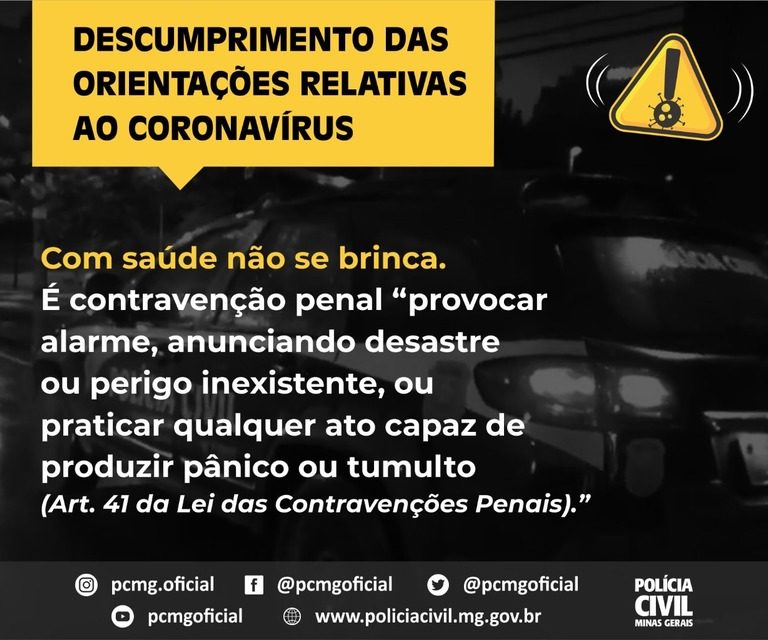 DESCUMPRIMENTO DAS
ORIENTAÇÕES RELATIVAS
AO CORONAVÍRUS
Com saúde não se brinca.
É contravenção penal “provocar
alarme, anunciando desastre
ou perigo inexistente, ou
praticar qualquer ato capaz de
produzir pânico ou tumulto
(Art. 41 da Lei das Contravenções Penais).”
pcmg.oficial @pcmgoficial @pcmgoficial
pcmgoficial www.policiacivil.mg.gov.br
POLÍCIA
CIVIL
MINAS GERAIS